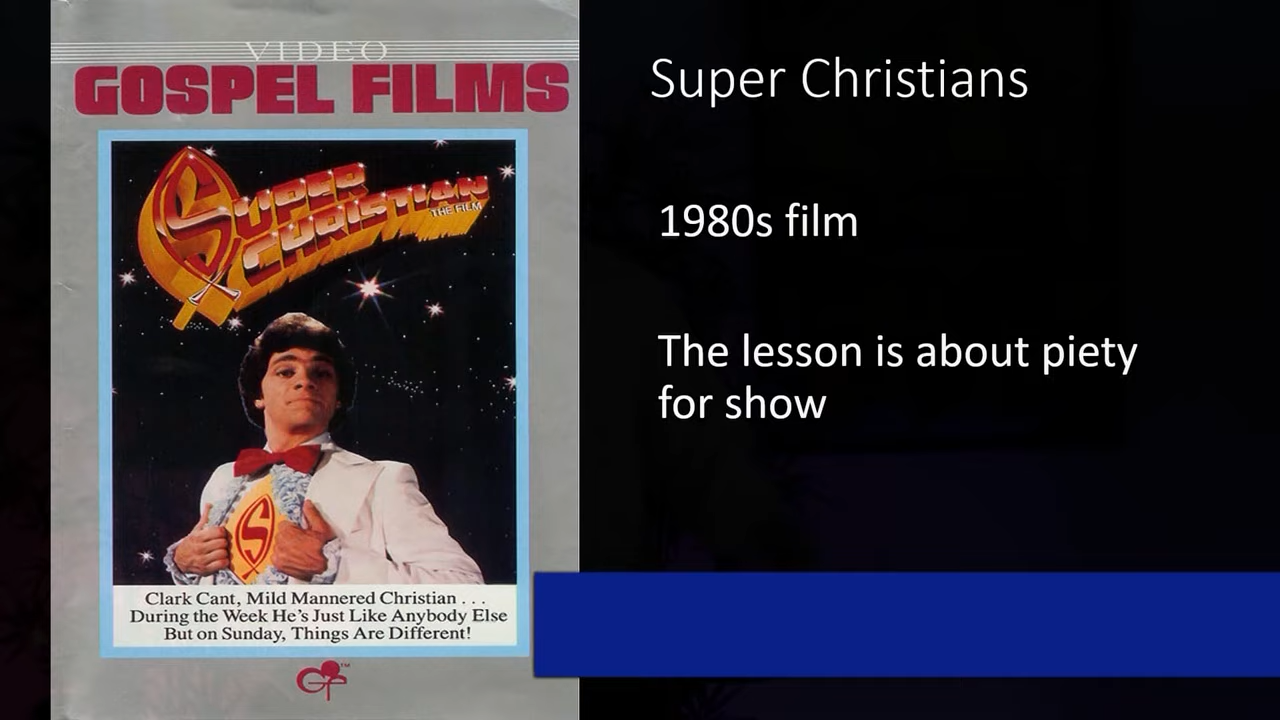 VIDEO
GOSPEL FILMS
SUPER
CHRISTIAN
THE FILM
S
Clark Cant, Mild Mannered Christian . . .
During the Week He's Just Like Anybody Else
But on Sunday, Things Are Different!
GF™
Super Christians
1980s film
The lesson is about piety
for show